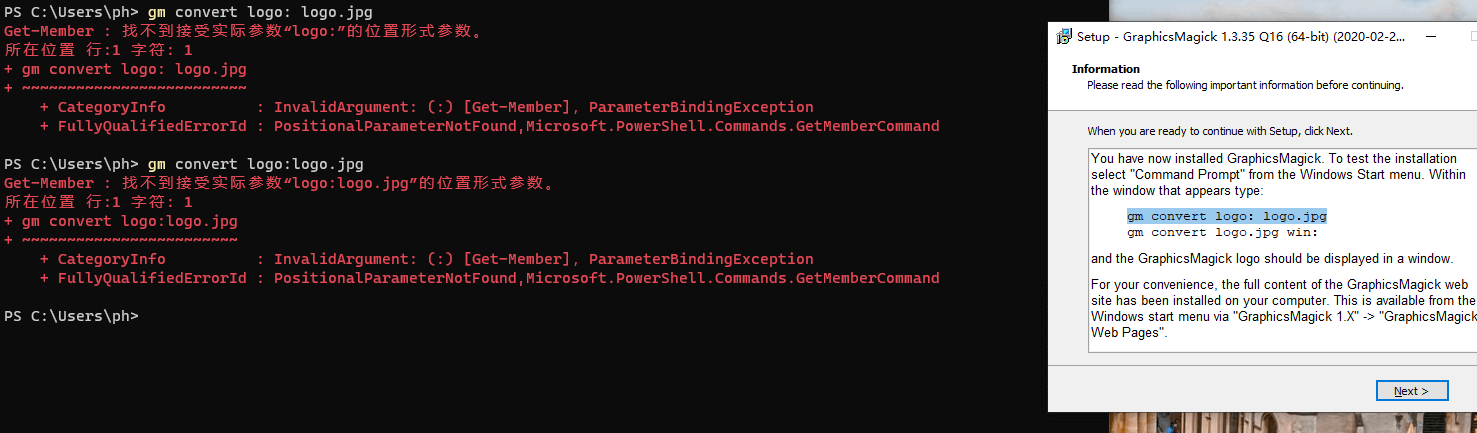 PS C:\Users\ph> gm convert logo: logo.jpg
Get-Member : 找不到接受实际参数“logo:”的位置形式参数。
所在位置 行:1 字符: 1
+ gm convert logo: logo.jpg
+ ~~~~~~~~~~~~~~~~~~~~~~~~~
    + CategoryInfo          : InvalidArgument: (:) [Get-Member], ParameterBindingException
    + FullyQualifiedErrorId : PositionalParameterNotFound,Microsoft.PowerShell.Commands.GetMemberCommand
PS C:\Users\ph> gm convert logo:logo.jpg
Get-Member : 找不到接受实际参数“logo:logo.jpg”的位置形式参数。
所在位置 行:1 字符: 1
+ gm convert logo:logo.jpg
+ ~~~~~~~~~~~~~~~~~~~~~~~~
    + CategoryInfo          : InvalidArgument: (:) [Get-Member], ParameterBindingException
    + FullyQualifiedErrorId : PositionalParameterNotFound,Microsoft.PowerShell.Commands.GetMemberCommand
PS C:\Users\ph>
Setup - GraphicsMagick 1.3.35 Q16 (64-bit) (2020-02-2...
Information
Please read the following important information before continuing.
When you are ready to continue with Setup, click Next.
You have now installed GraphicsMagick. To test the installation
select "Command Prompt" from the Windows Start menu. Within
the window that appears type:
gm convert logo: logo.jpg
gm convert logo.jpg win:
and the GraphicsMagick logo should be displayed in a window.
For your convenience, the full content of the GraphicsMagick web
site has been installed on your computer. This is available from the
Windows start menu via "GraphicsMagick 1.X" -> "GraphicsMagick
Web Pages".
Next >